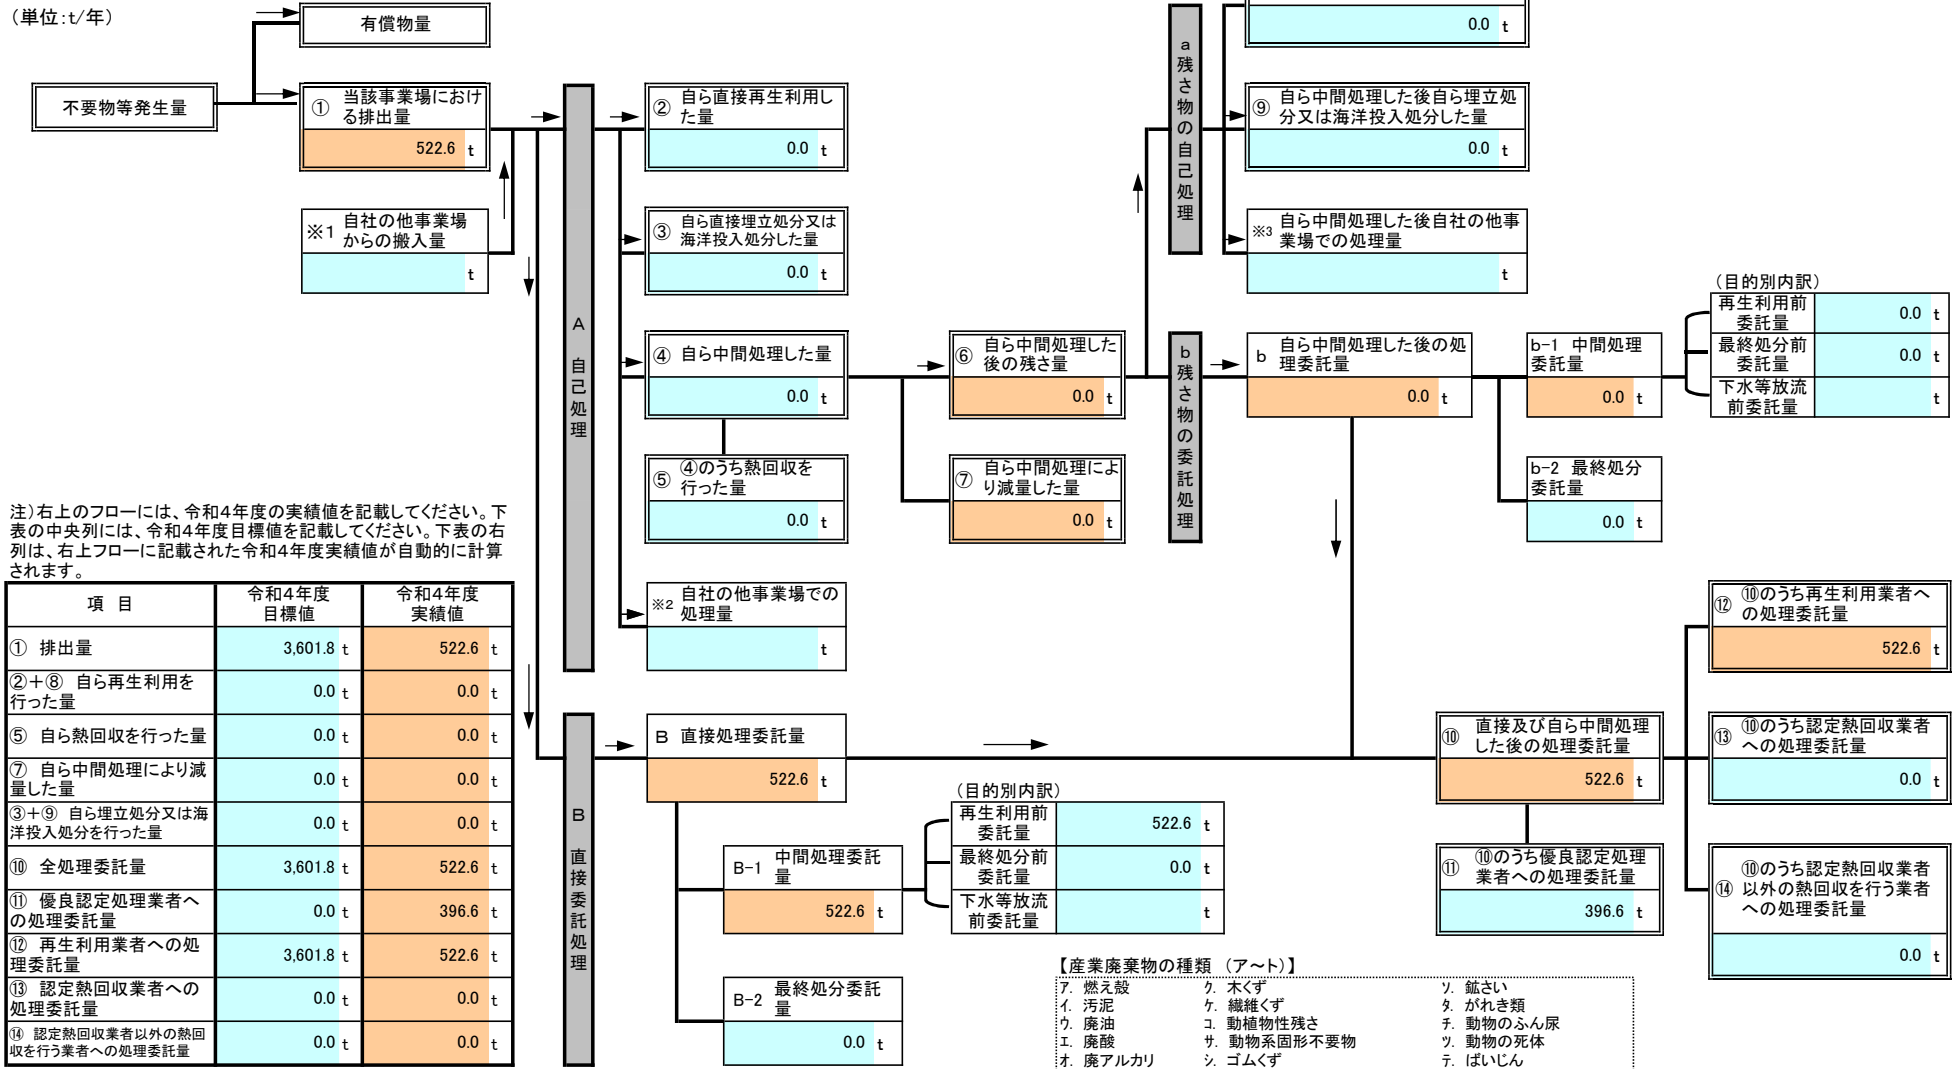 (単位:t/年)
有償物量
不要物等発生量
① 当該事業場におけ
る排出量
522.6 t
※1 自社の他事業場
からの搬入量
t
A 自己処理
② 自ら直接再生利用し
た量
0.0 t
③ 自ら直接埋立処分又は
海洋投入処分した量
0.0 t
④ 自ら中間処理した量
0.0 t
⑤ ④のうち熱回収を
行った量
0.0 t
※2 自社の他事業場での
処理量
t
⑥ 自ら中間処理した
後の残さ量
0.0 t
⑦ 自ら中間処理によ
り減量した量
0.0 t
a 残さ物の自己処理
0.0 t
⑨ 自ら中間処理した後自ら埋立処
分又は海洋投入処分した量
0.0 t
※3 自ら中間処理した後自社の他事
業場での処理量
t
b 残さ物の委託処理
b 自ら中間処理した後の処
理委託量
0.0 t
b-1 中間処理
委託量
0.0 t
b-2 最終処分
委託量
0.0 t
(目的別内訳)
再生利用前
委託量 0.0 t
最終処分前
委託量 0.0 t
下水等放流
前委託量 t
注)右上のフローには、令和4年度の実績値を記載してください。下
表の中央列には、令和4年度目標値を記載してください。下表の右
列は、右上フローに記載された令和4年度実績値が自動的に計算
されます。
項 目 令和4年度 目標値 令和4年度 実績値
① 排出量 3,601.8 t 522.6 t
②+⑧ 自ら再生利用を
行った量 0.0 t 0.0 t
⑤ 自ら熱回収を行った量 0.0 t 0.0 t
⑦ 自ら中間処理により減
量した量 0.0 t 0.0 t
③+⑨ 自ら埋立処分又は海
洋投入処分を行った量 0.0 t 0.0 t
⑩ 全処理委託量 3,601.8 t 522.6 t
⑪ 優良認定処理業者へ
の処理委託量 0.0 t 396.6 t
⑫ 再生利用業者への処
理委託量 3,601.8 t 522.6 t
⑬ 認定熱回収業者への
処理委託量 0.0 t 0.0 t
⑭ 認定熱回収業者以外の熱回
収を行う業者への処理委託量 0.0 t 0.0 t
B 直接委託処理
B 直接処理委託量
522.6 t
B-1 中間処理委託
量
522.6 t
B-2 最終処分委託
量
0.0 t
(目的別内訳)
再生利用前
委託量 522.6 t
最終処分前
委託量 0.0 t
下水等放流
前委託量 t
⑩ 直接及び自ら中間処理
した後の処理委託量
522.6 t
⑪ ⑩のうち優良認定処理
業者への処理委託量
396.6 t
⑫ ⑩のうち再生利用業者へ
の処理委託量
522.6 t
⑬ ⑩のうち認定熱回収業者
への処理委託量
0.0 t
⑭ ⑩のうち認定熱回収業者
以外の熱回収を行う業者
への処理委託量
0.0 t
【産業廃棄物の種類 (ア~ト)】
ア. 燃え殻 ク. 木くず ソ. 鉱さい
イ. 汚泥 ケ. 繊維くず タ. がれき類
ウ. 廃油 コ. 動植物性残さ チ. 動物のふん尿
エ. 廃酸 サ. 動物系固形不要物 ツ. 動物の死体
オ. 廃アルカリ シ. ゴムくず テ. ばいじん